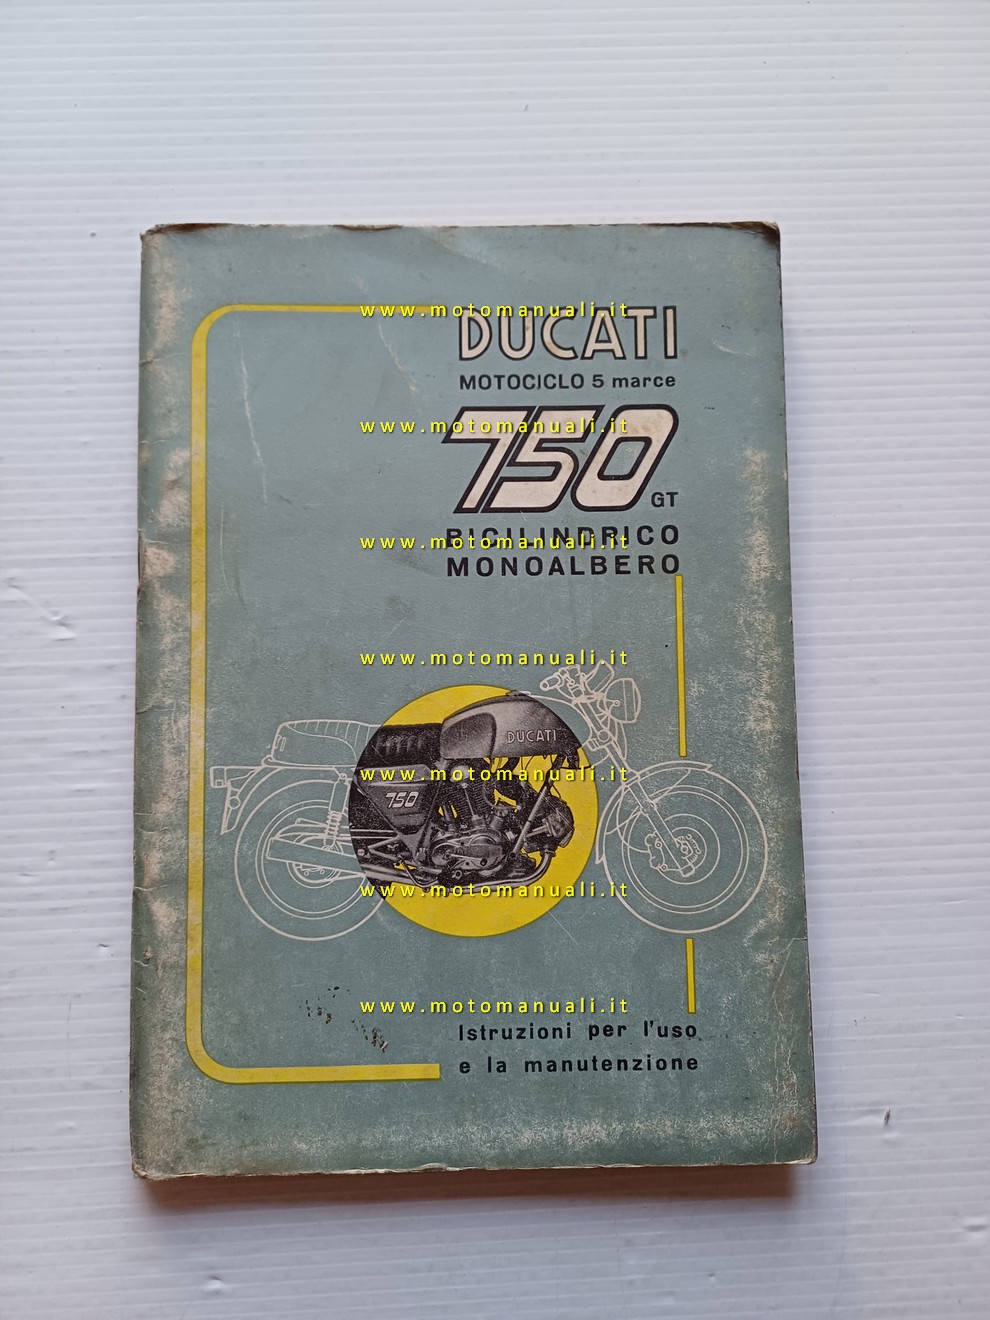 www.motomanuali.it
DUCATI
MOTOCICLO 5 marce
www.motomanuali.it
750 GT
BICILINDRICO
www.motomanuali.it
MONOALBERO
www.motomanuali.it
DUCATI
www.motomanuali.it
750
www.motomanuali.it
www.motomanuali.it
Istruzioni per l'uso
e la manutenzione